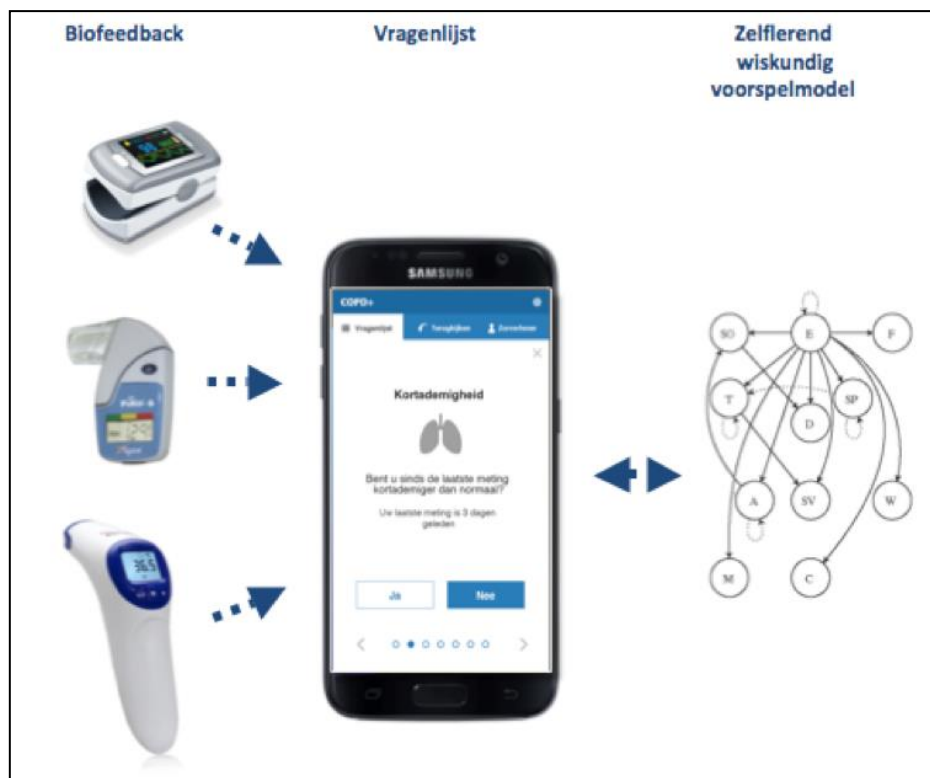 Biofeedback
Vragenlijst
Zelflerend
wiskundig
voorspelmodel
SAMSUNG
COPD+
Vragenlijst
Terugkijken
Kortademigheid
Bent u sinds de laatste meting
kortademiger dan normaal?
Uw laatste meting is 3 dagen
geleden
Ja
Nee
36.5
SO
E
F
T
SP
D
A
SV
W
M
C